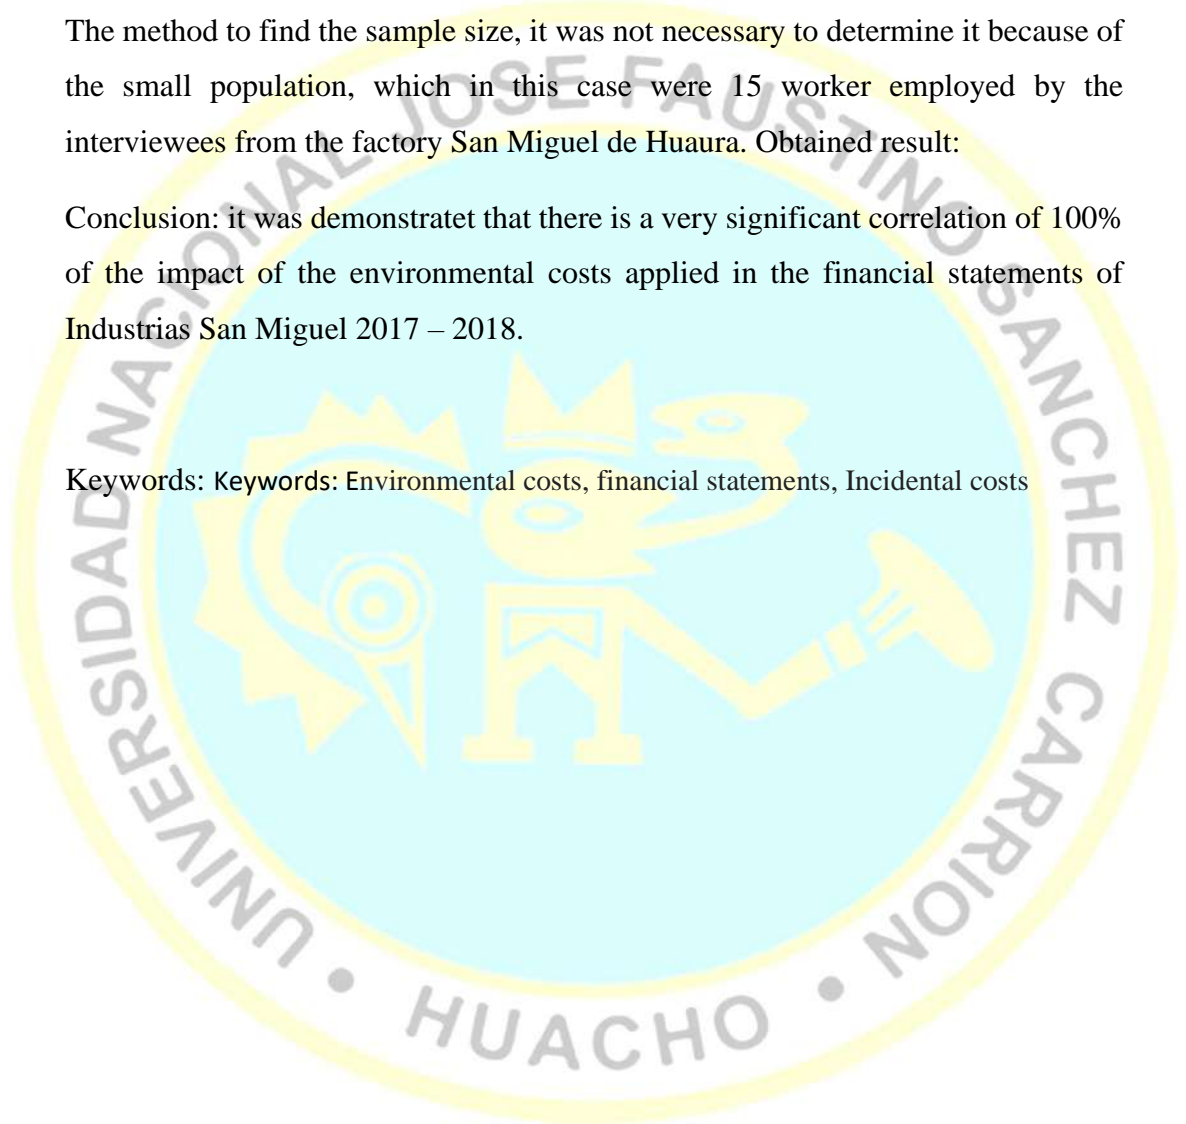 The method to find the sample size, it was not necessary to determine it because of
the small population, which in this case were 15 worker employed by the
interviewees from the factory San Miguel de Huaura. Obtained result:
Conclusion: it was demonstratet that there is a very significant correlation of 100%
of the impact of the environmental costs applied in the financial statements of
Industrias San Miguel 2017 – 2018.
Keywords: Keywords: Environmental costs, financial statements, Incidental costs
UNIVERSIDAD NACIONAL JOSE FAUSTINO SANCHEZ CARRION • HUACHO •